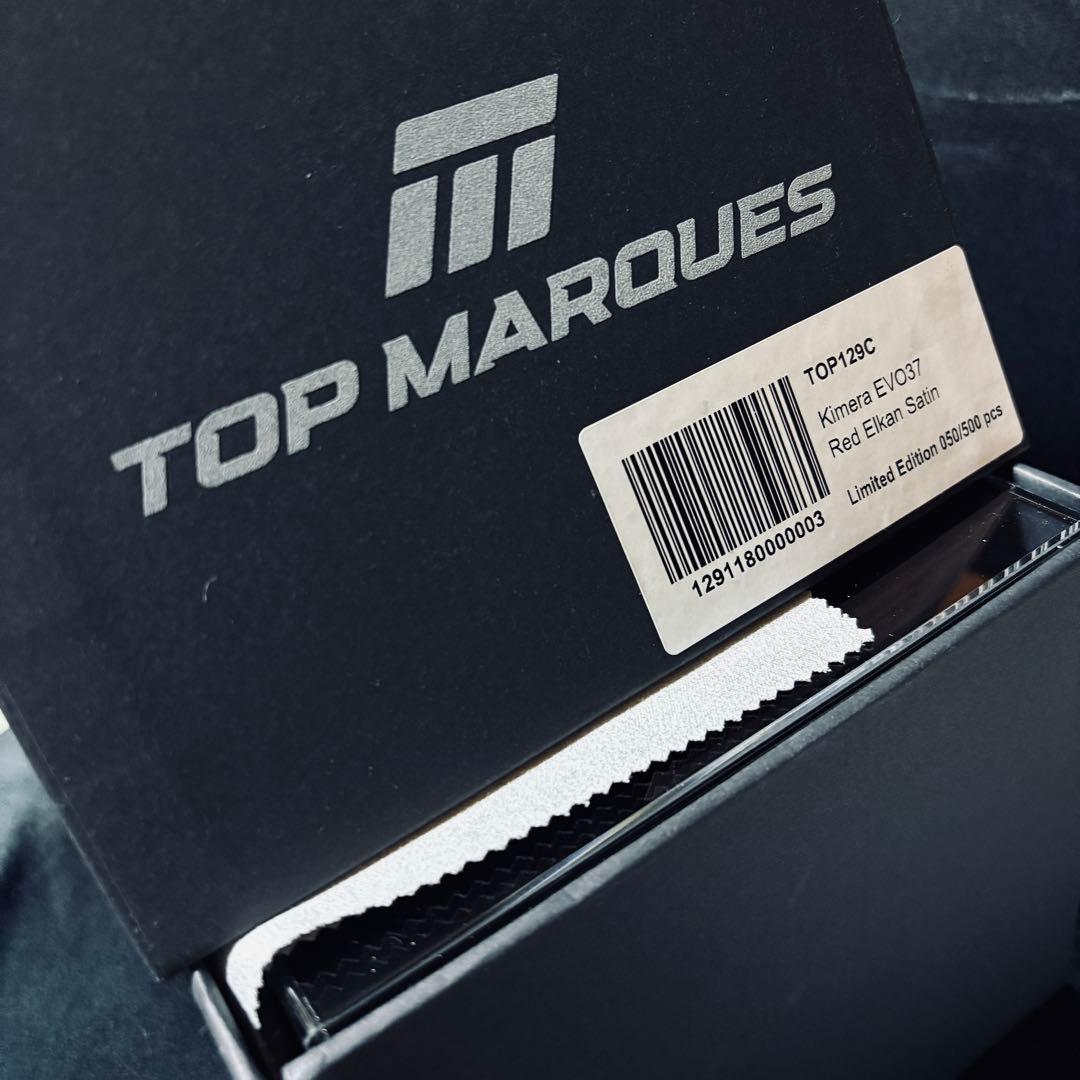 TOP MARQUES
TOP129C
Kimera EVO37
Red Elkan Satin
Limited Edition 050/500 pcs
1291180000003